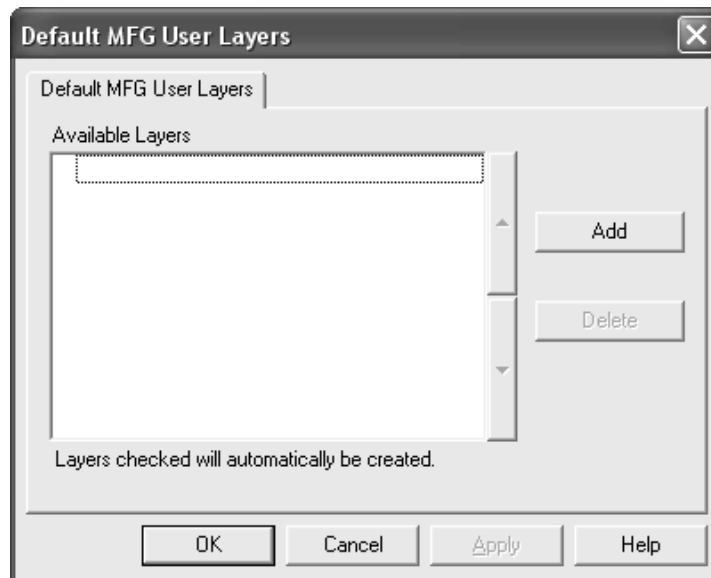 Default MFG User Layers
Default MFG User Layers
Available Layers
Add
Delete
Layers checked will automatically be created.
OK Cancel Apply Help